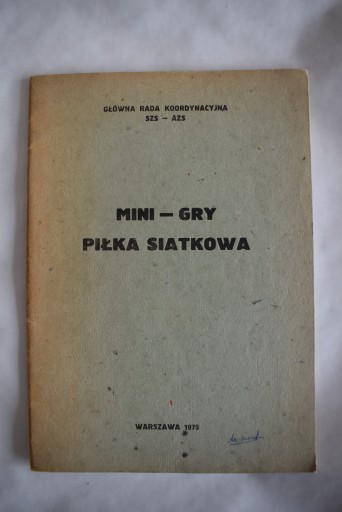 GŁÓWNA RADA KOORDYNACYJNA
SZS – AZS
MINI – GRY
PIŁKA SIATKOWA
WARSZAWA 1975